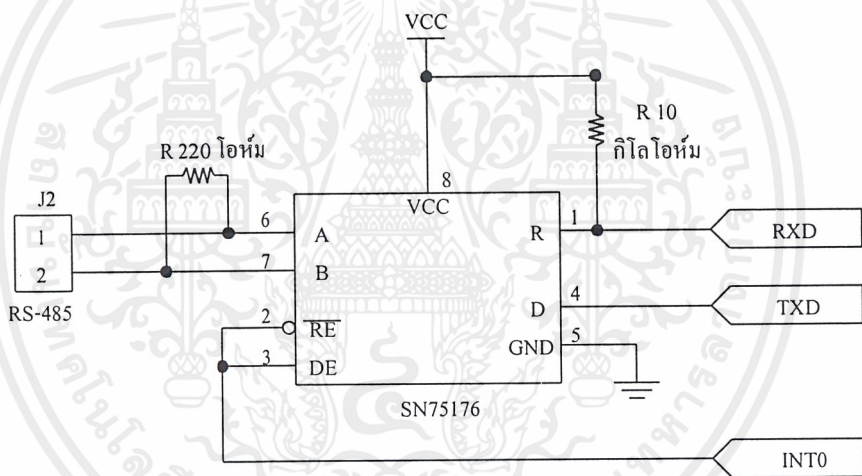 VCC
R 10
กิโลโอห์ม
R 220 โอห์ม
J2
1
2
RS-485
6
7
2
3
8
VCC
A
B
RE
DE
R
D
GND
1
4
5
SN75176
RXD
TXD
INT0